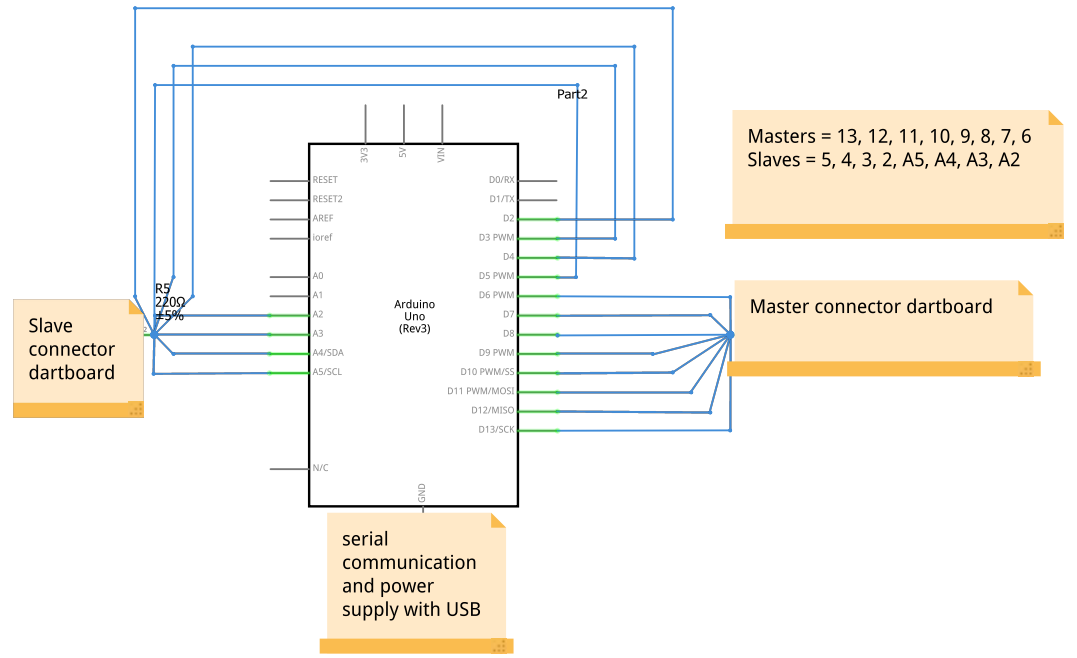 Part2
Masters = 13, 12, 11, 10, 9, 8, 7, 6
Slaves = 5, 4, 3, 2, A5, A4, A3, A2
3V3
5V
VIN
RESET
RESET2
AREF
ioref
A0
A1
A2
A3
A4/SDA
A5/SCL
N/C
D0/RX
D1/TX
D2
D3 PWM
D4
D5 PWM
D6 PWM
D7
D8
D9 PWM
D10 PWM/SS
D11 PWM/MOSI
D12/MISO
D13/SCK
GND
Arduino
Uno
(Rev3)
R5
220Ω
±5%
2
Slave
connector
dartboard
Master connector dartboard
serial
communication
and power
supply with USB